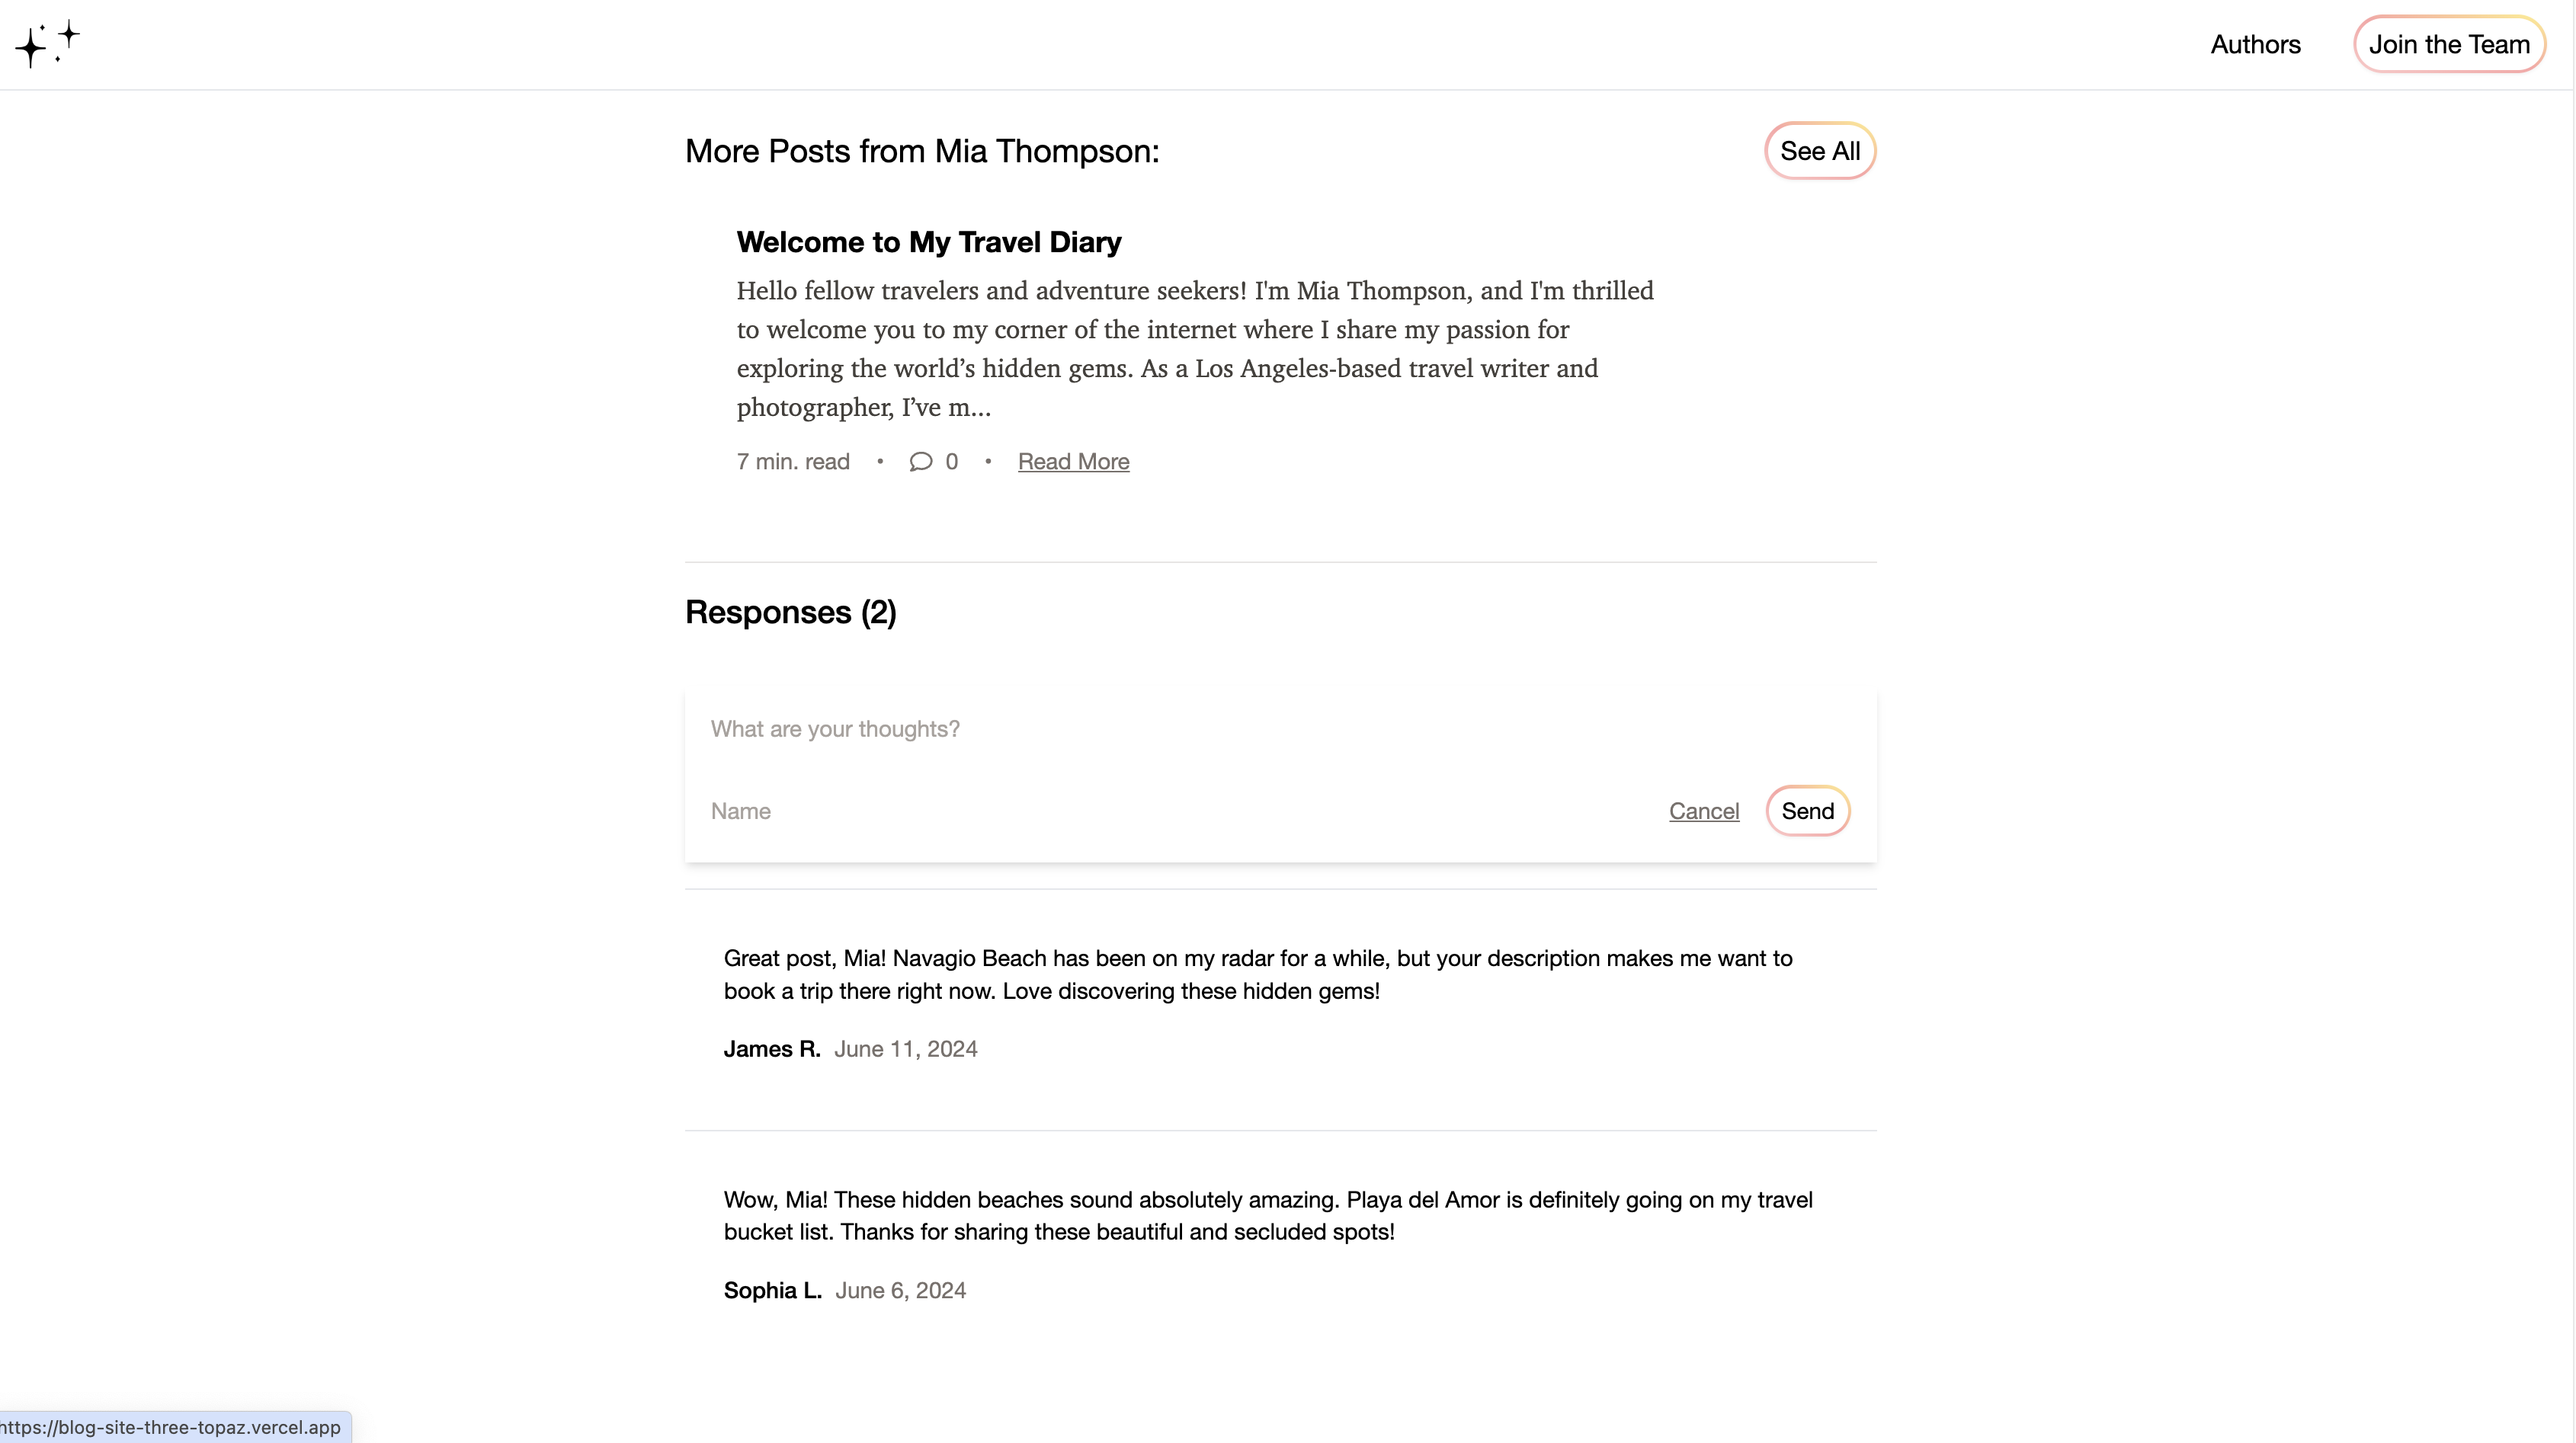 Authors
Join the Team
More Posts from Mia Thompson:
See All
Welcome to My Travel Diary
Hello fellow travelers and adventure seekers! I'm Mia Thompson, and I'm thrilled
to welcome you to my corner of the internet where I share my passion for
exploring the world’s hidden gems. As a Los Angeles-based travel writer and
photographer, I’ve m...
7 min. read • 0 • Read More
Responses (2)
What are your thoughts?
Name
Cancel
Send
Great post, Mia! Navagio Beach has been on my radar for a while, but your description makes me want to
book a trip there right now. Love discovering these hidden gems!
James R. June 11, 2024
Wow, Mia! These hidden beaches sound absolutely amazing. Playa del Amor is definitely going on my travel
bucket list. Thanks for sharing these beautiful and secluded spots!
Sophia L. June 6, 2024
https://blog-site-three-topaz.vercel.app